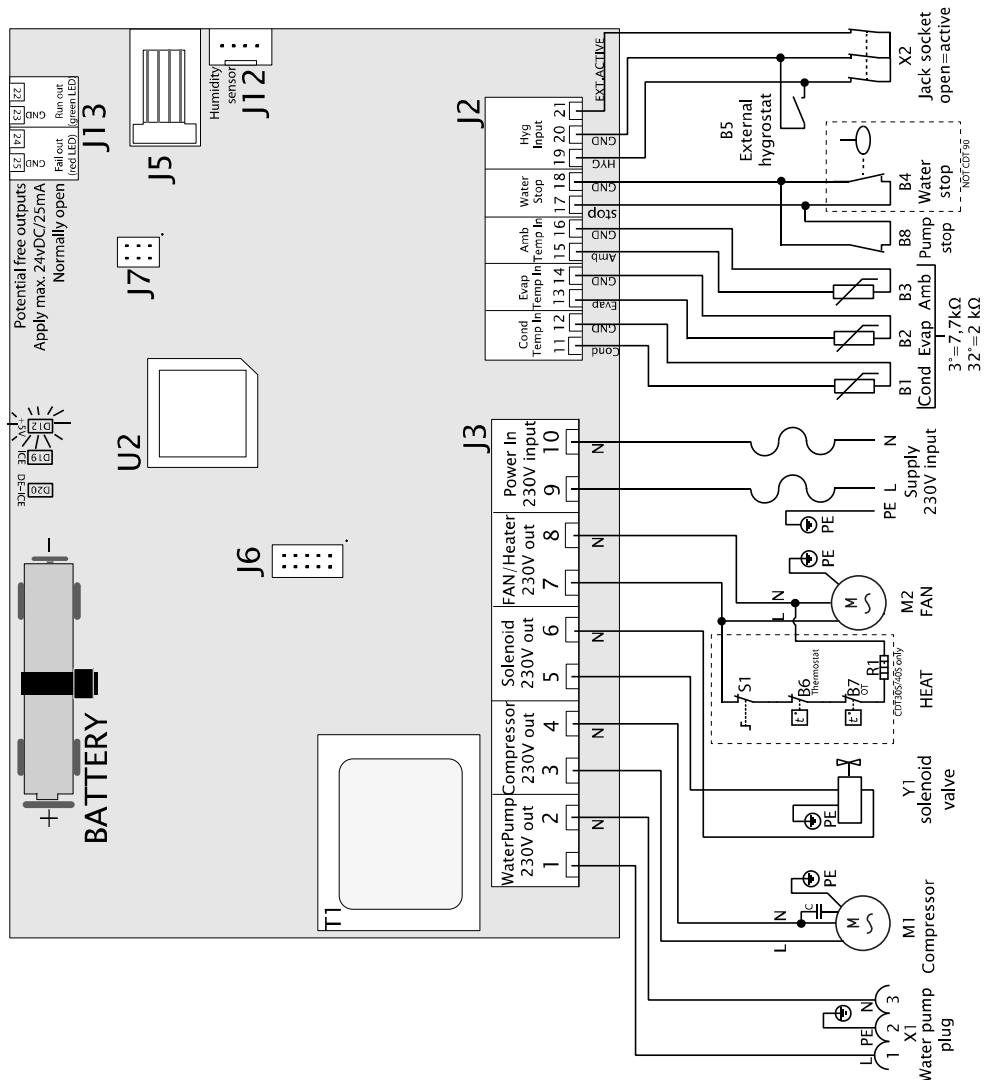 22
23
GND
Run out
(green LED)
24
25
GND
Fail out
(red LED)
J13
Potential free outputs
Apply max. 24vDC/25mA
Normally open
J5
Humidity
sensor
J12
J7
+5V
D12
ICE
D19
DE-ICE
D20
U2
J6
+
-
BATTERY
T1
J2
EXT.ACTIVE
Hyg
Input
21
20
19
GND
HYG
Water
Stop
18
17
GND
stop
Amb
Temp In
16
15
GND
Amb
Evap
Temp In
14
13
GND
Evap
Cond
Temp In
12
11
GND
Cond
J3
Power In
230V input
10
9
N
FAN/Heater
230V out
8
7
N
Solenoid
230V out
6
5
N
Compressor
230V out
4
3
N
WaterPump
230V out
2
1
N
X2
Jack socket
open=active
B5
External
hygrostat
B4
Water
stop
NOT CDT 90
B8
Pump
stop
B3
Amb
B2
Evap
B1
Cond
3°=7,7kΩ
32°=2 kΩ
N
L
PE
Supply
230V input
PE
PE
N
L
M
M2
FAN
S1
B6
Thermostat
t°
B7
OT
t°
R1
CDT30S/40S only
HEAT
PE
Y1
solenoid
valve
PE
N
L
C
M
M1
Compressor
N
PE
L
3
2
1
X1
Water pump
plug